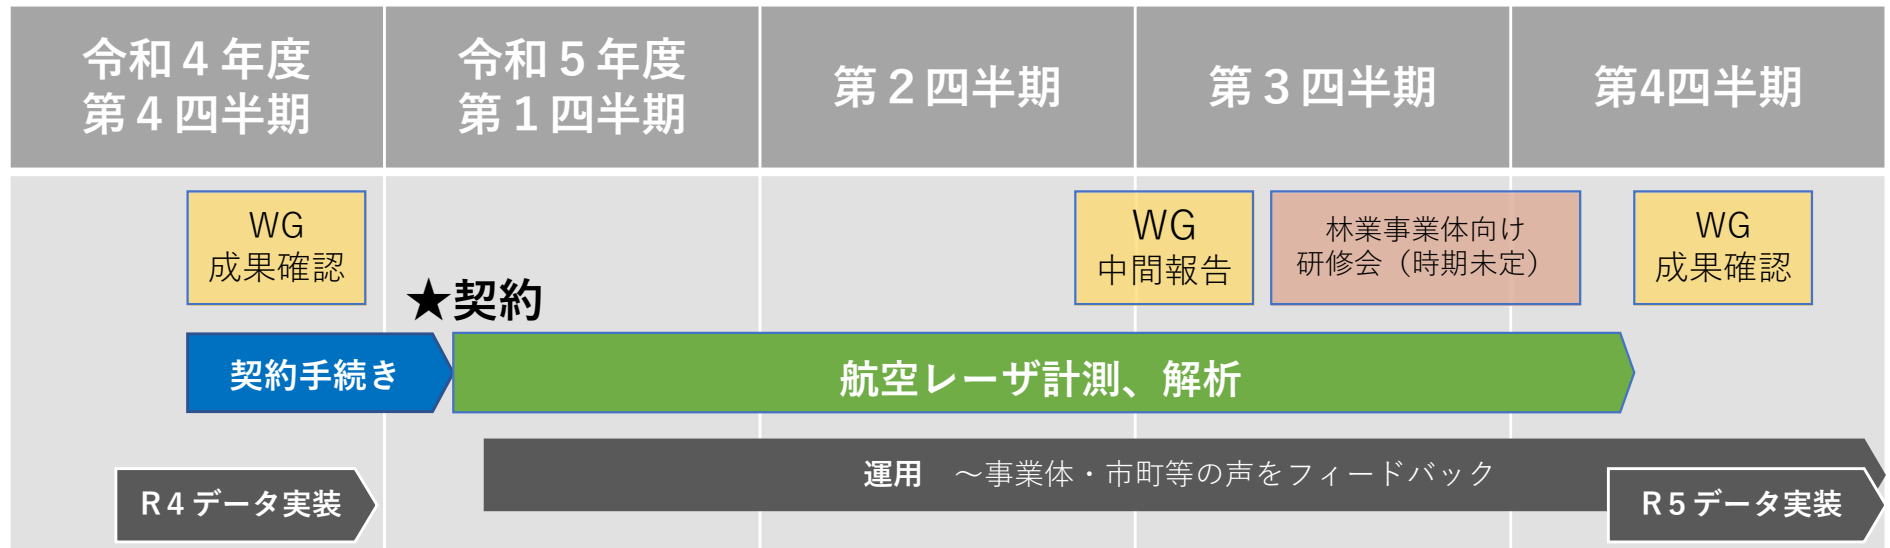 令和４年度
第４四半期
令和５年度
第１四半期
第２四半期
第３四半期
第4四半期
WG
成果確認
WG
中間報告
林業事業体向け
研修会（時期未定）
WG
成果確認
★契約
契約手続き
航空レーザ計測、解析
運用　～事業体・市町等の声をフィードバック
R４データ実装
R５データ実装